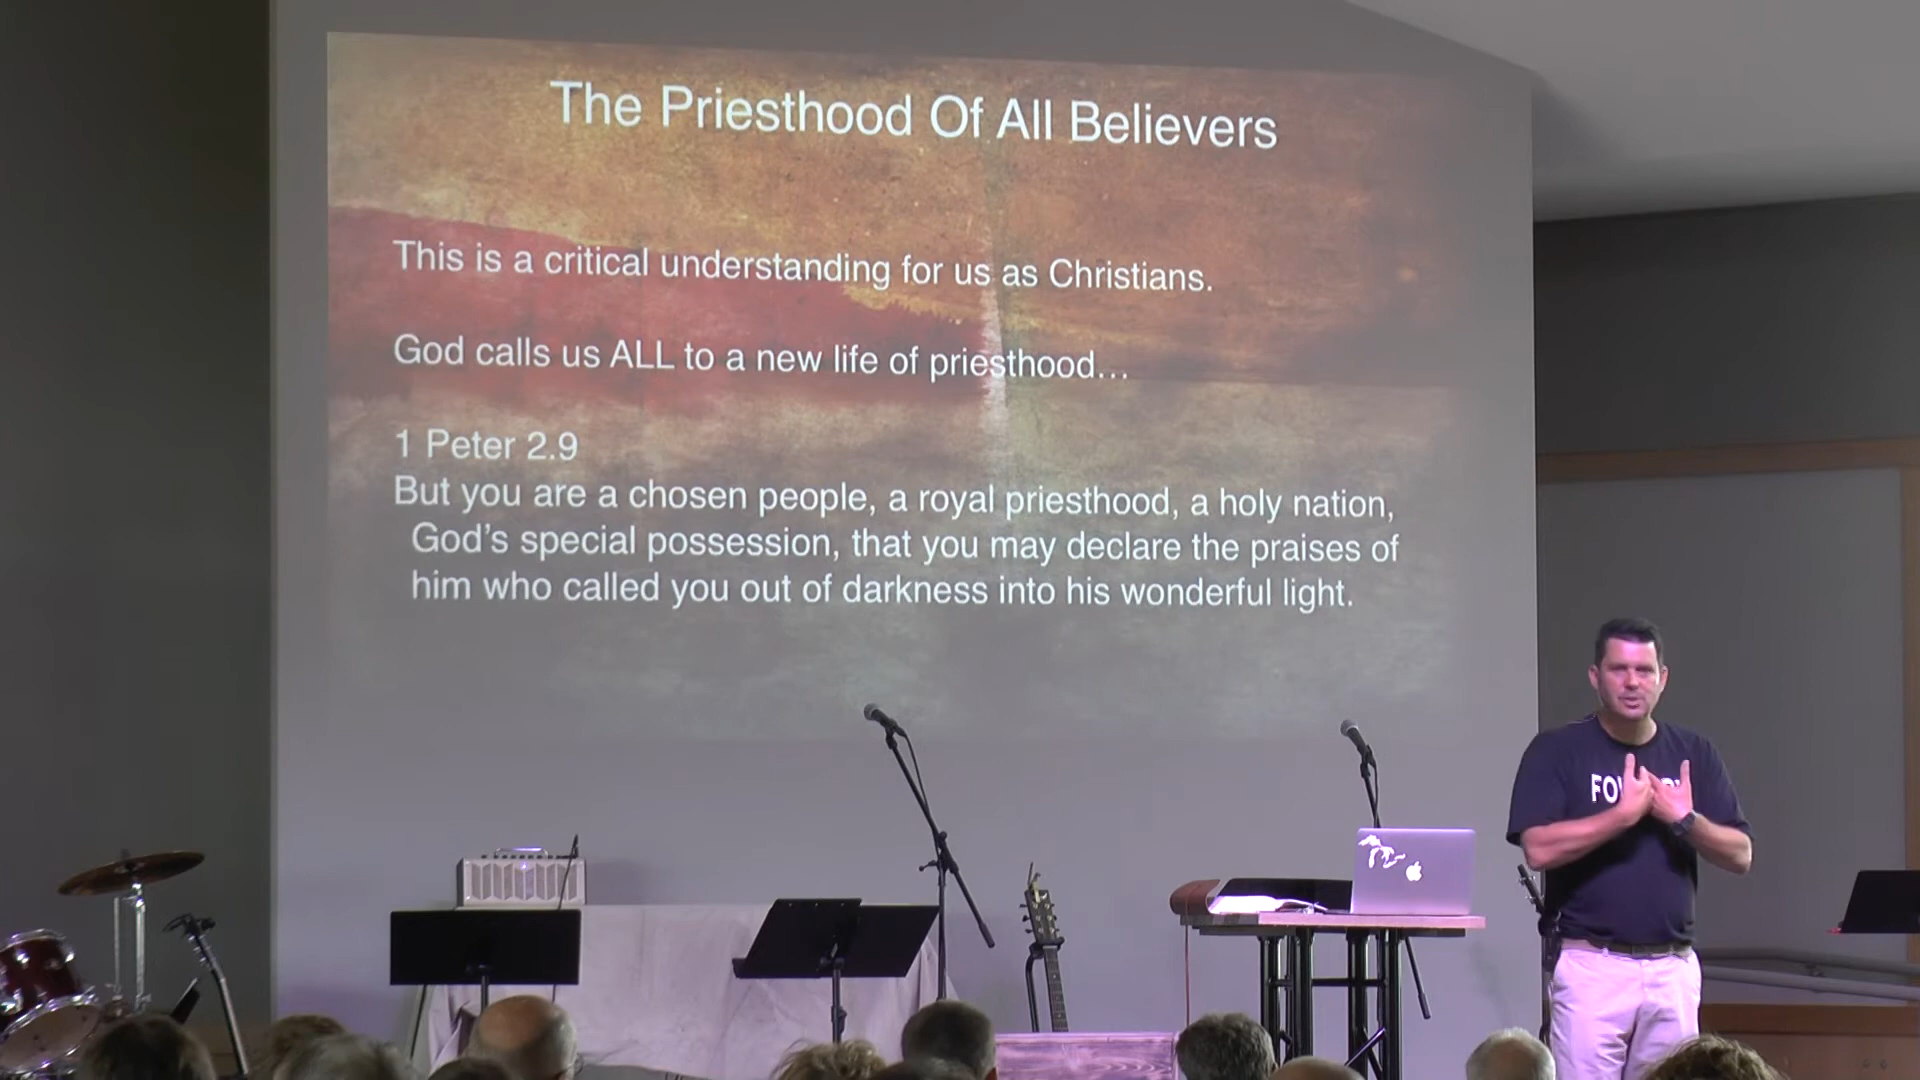 The Priesthood Of All Believers
This is a critical understanding for us as Christians.
God calls us ALL to a new life of priesthood…
1 Peter 2.9
But you are a chosen people, a royal priesthood, a holy nation,
God’s special possession, that you may declare the praises of
him who called you out of darkness into his wonderful light.